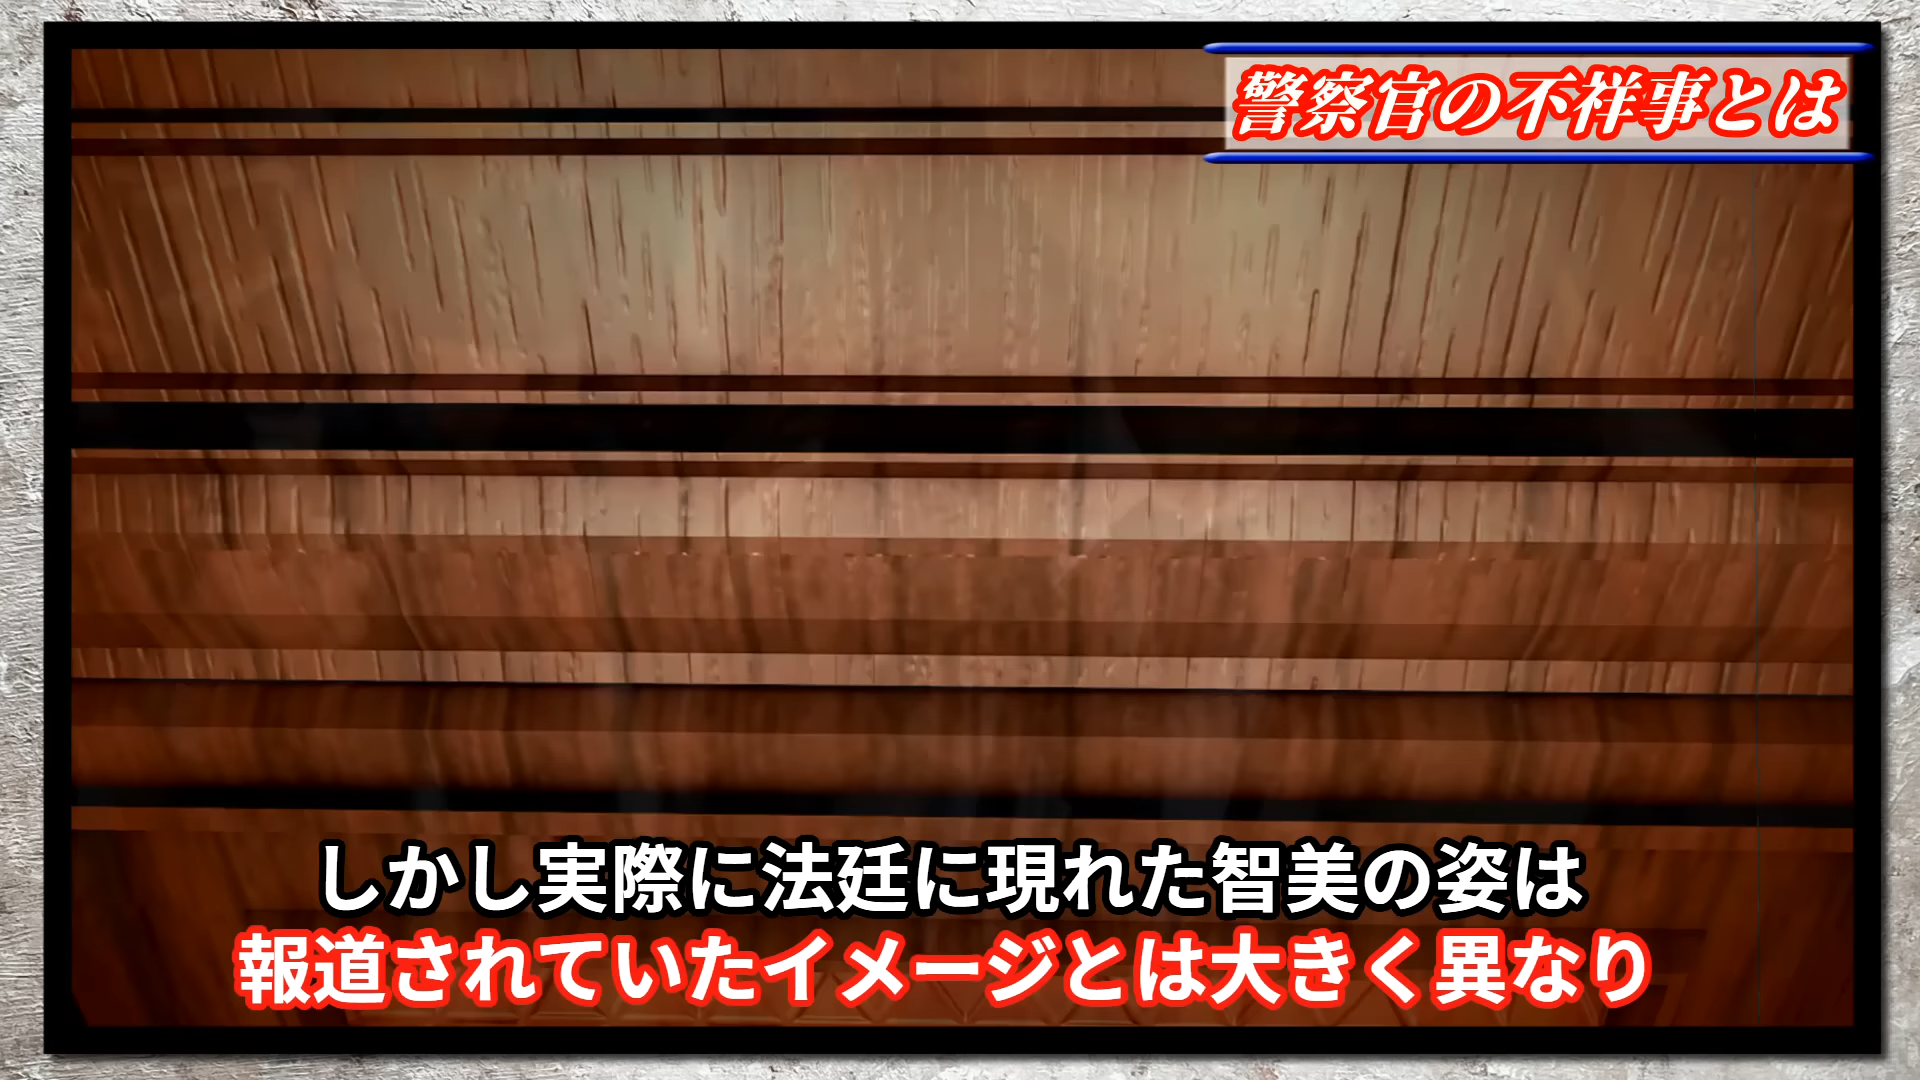 警察官の不祥事とは
しかし実際に法廷に現れた智美の姿は
報道されていたイメージとは大きく異なり